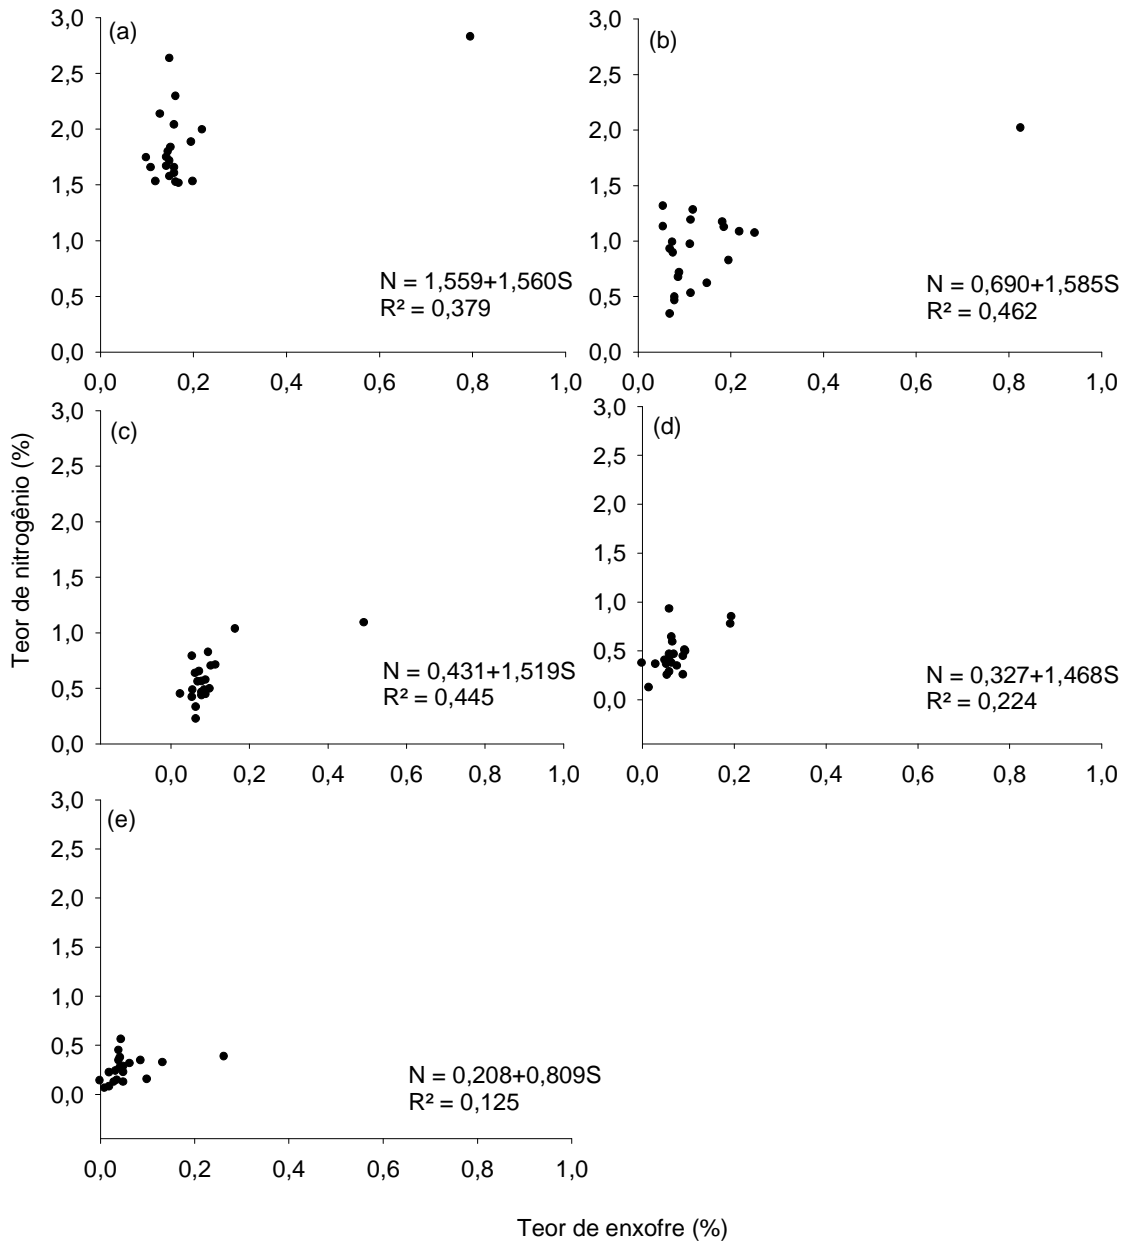 3,0
(a)
2,5
2,0
1,5
1,0
0,5
0,0
N = 1,559+1,560S
R² = 0,379
0,0 0,2 0,4 0,6 0,8 1,0
3,0
(b)
2,5
2,0
1,5
1,0
0,5
0,0
N = 0,690+1,585S
R² = 0,462
0,0 0,2 0,4 0,6 0,8 1,0
Teor de nitrogênio (%)
3,0
(c)
2,5
2,0
1,5
1,0
0,5
0,0
N = 0,431+1,519S
R² = 0,445
0,0 0,2 0,4 0,6 0,8 1,0
3,0
(d)
2,5
2,0
1,5
1,0
0,5
0,0
N = 0,327+1,468S
R² = 0,224
0,0 0,2 0,4 0,6 0,8 1,0
3,0
(e)
2,5
2,0
1,5
1,0
0,5
0,0
N = 0,208+0,809S
R² = 0,125
0,0 0,2 0,4 0,6 0,8 1,0
Teor de enxofre (%)